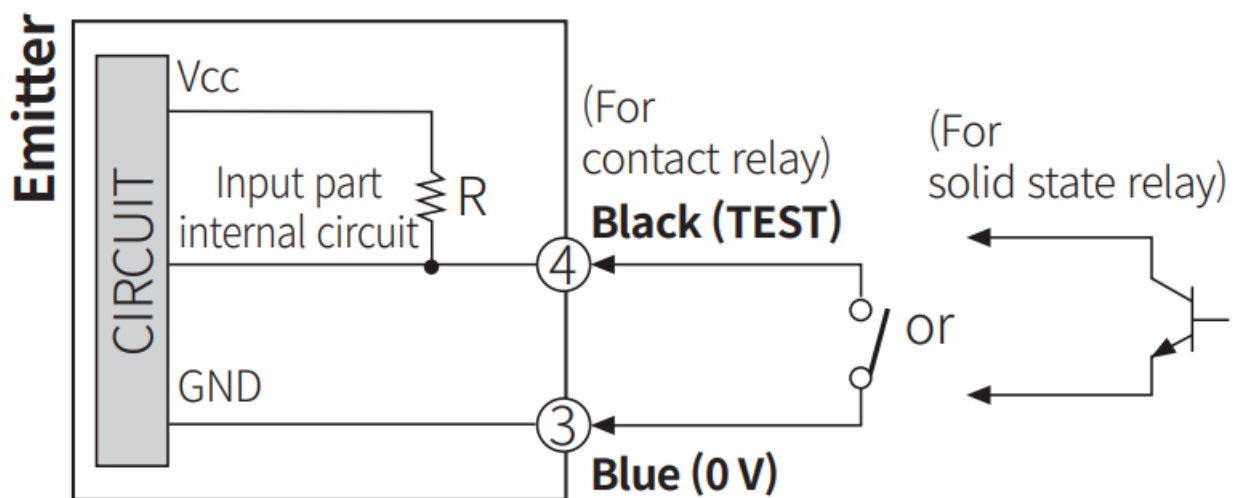 Emitter
CIRCUIT
Vcc
Input part
internal circuit
R
GND
4
3
(For
contact relay)
Black (TEST)
Blue (0 V)
or
(For
solid state relay)